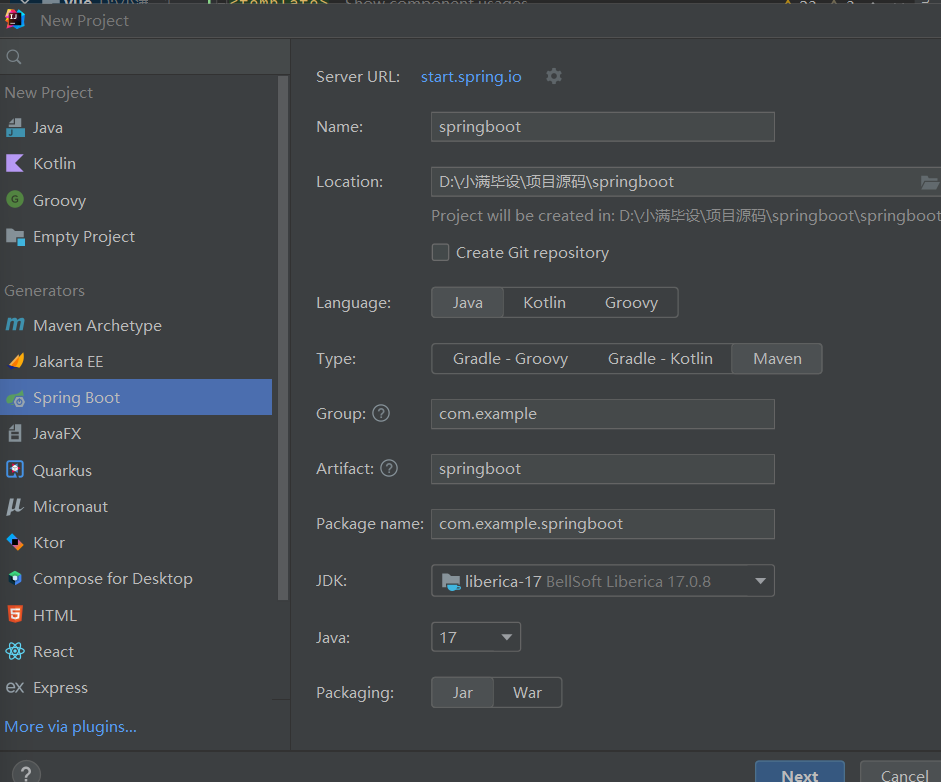 New Project
New Project
Java
Kotlin
Groovy
Empty Project
Generators
Maven Archetype
Jakarta EE
Spring Boot
JavaFX
Quarkus
Micronaut
Ktor
Compose for Desktop
HTML
React
ex Express
More via plugins...
?
Server URL: start.spring.io
Name: springboot
Location: D:\小满毕设\项目源码\springboot
Project will be created in: D:\小满毕设\项目源码\springboot\springboot
Create Git repository
Language: Java Kotlin Groovy
Type: Gradle - Groovy Gradle - Kotlin Maven
Group: ? com.example
Artifact: ? springboot
Package name: com.example.springboot
JDK: liberica-17 BellSoft Liberica 17.0.8
Java: 17
Packaging: Jar War
Next Cancel